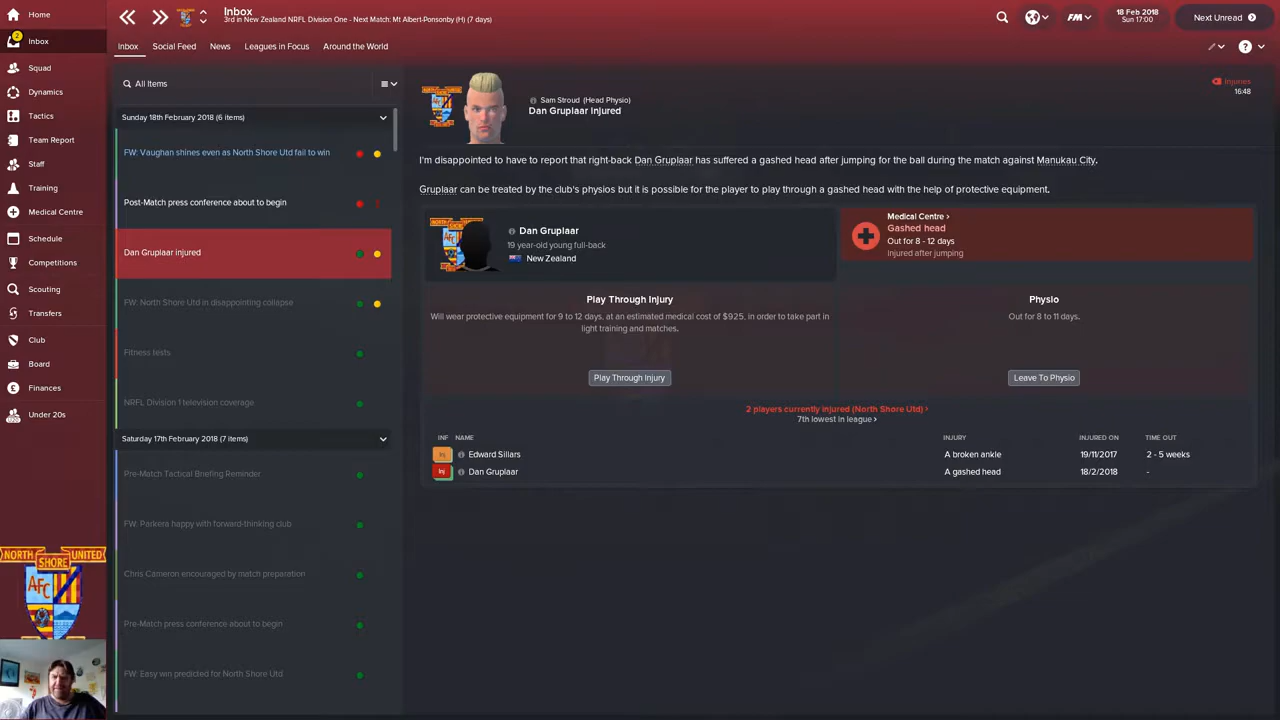 Home
2
Inbox
Squad
Dynamics
Tactics
Team Report
Staff
Training
Medical Centre
Schedule
Competitions
Scouting
Transfers
Club
Board
Finances
Under 20s
NORTH SHORE UNITED
AFC
Inbox
3rd in New Zealand NRFL Division One - Next Match: Mt Albert-Ponsonby (H) (7 days)
FM
18 Feb 2018
Sun 17:00
Next Unread
Inbox
Social Feed
News
Leagues in Focus
Around the World
?
All Items
Sunday 18th February 2018 (6 items)
FW: Vaughan shines even as North Shore Utd fail to win
Post-Match press conference about to begin
Dan Gruplaar injured
FW: North Shore Utd in disappointing collapse
Fitness tests
NRFL Division 1 television coverage
Saturday 17th February 2018 (7 items)
Pre-Match Tactical Briefing Reminder
FW: Parkera happy with forward-thinking club
Chris Cameron encouraged by match preparation
Pre-Match press conference about to begin
FW: Easy win predicted for North Shore Utd
Sam Stroud (Head Physio)
Dan Gruplaar injured
Injuries
16:48
I'm disappointed to have to report that right-back Dan Gruplaar has suffered a gashed head after jumping for the ball during the match against Manukau City.
Gruplaar can be treated by the club's physios but it is possible for the player to play through a gashed head with the help of protective equipment.
Dan Gruplaar
19 year-old young full-back
New Zealand
Medical Centre >
Gashed head
Out for 8 - 12 days
Injured after jumping
Play Through Injury
Will wear protective equipment for 9 to 12 days, at an estimated medical cost of $925, in order to take part in
light training and matches.
Play Through Injury
Physio
Out for 8 to 11 days.
Leave To Physio
2 players currently injured (North Shore Utd) >
7th lowest in league >
INF NAME INJURY INJURED ON TIME OUT
Inj Edward Sillars A broken ankle 19/11/2017 2 - 5 weeks
Inj Dan Gruplaar A gashed head 18/2/2018 -